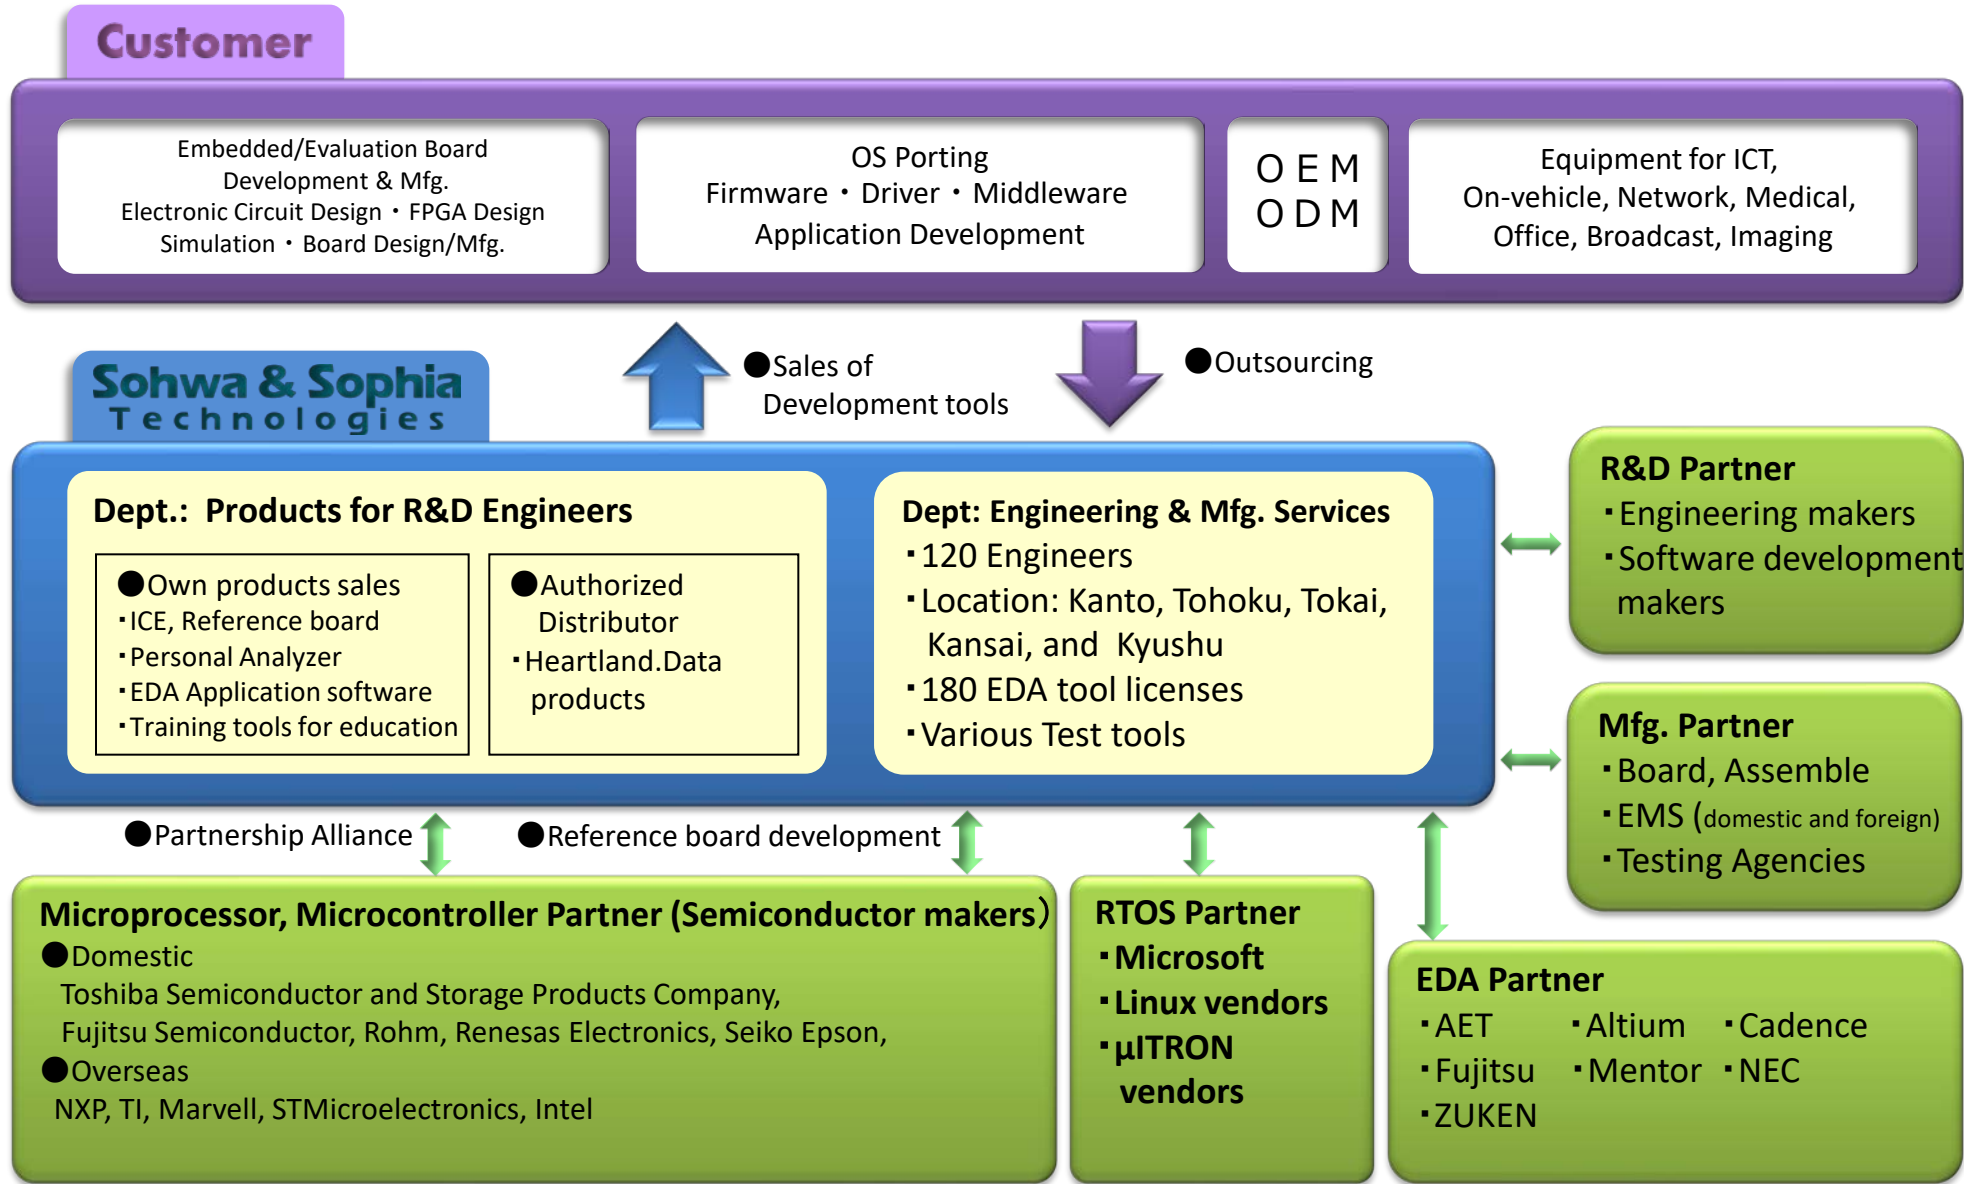 Customer
Embedded/Evaluation Board
Development & Mfg.
Electronic Circuit Design・FPGA Design
Simulation・Board Design/Mfg.
OS Porting
Firmware・Driver・Middleware
Application Development
ＯＥＭ
ＯＤＭ
Equipment for ICT,
On-vehicle, Network, Medical,
Office, Broadcast, Imaging
●Sales of
Development tools
●Outsourcing
Sohwa & Sophia
Technologies
Dept.: Products for R&D Engineers
●Own products sales
・ICE, Reference board
・Personal Analyzer
・EDA Application software
・Training tools for education
●Authorized
Distributor
・Heartland.Data
products
Dept: Engineering & Mfg. Services
・120 Engineers
・Location: Kanto, Tohoku, Tokai,
Kansai, and Kyushu
・180 EDA tool licenses
・Various Test tools
R&D Partner
・Engineering makers
・Software development
makers
Mfg. Partner
・Board, Assemble
・EMS (domestic and foreign)
・Testing Agencies
●Partnership Alliance
●Reference board development
Microprocessor, Microcontroller Partner (Semiconductor makers）
●Domestic
Toshiba Semiconductor and Storage Products Company,
Fujitsu Semiconductor, Rohm, Renesas Electronics, Seiko Epson,
●Overseas
NXP, TI, Marvell, STMicroelectronics, Intel
RTOS Partner
・Microsoft
・Linux vendors
・μITRON
vendors
EDA Partner
・AET ・Altium ・Cadence
・Fujitsu ・Mentor ・NEC
・ZUKEN